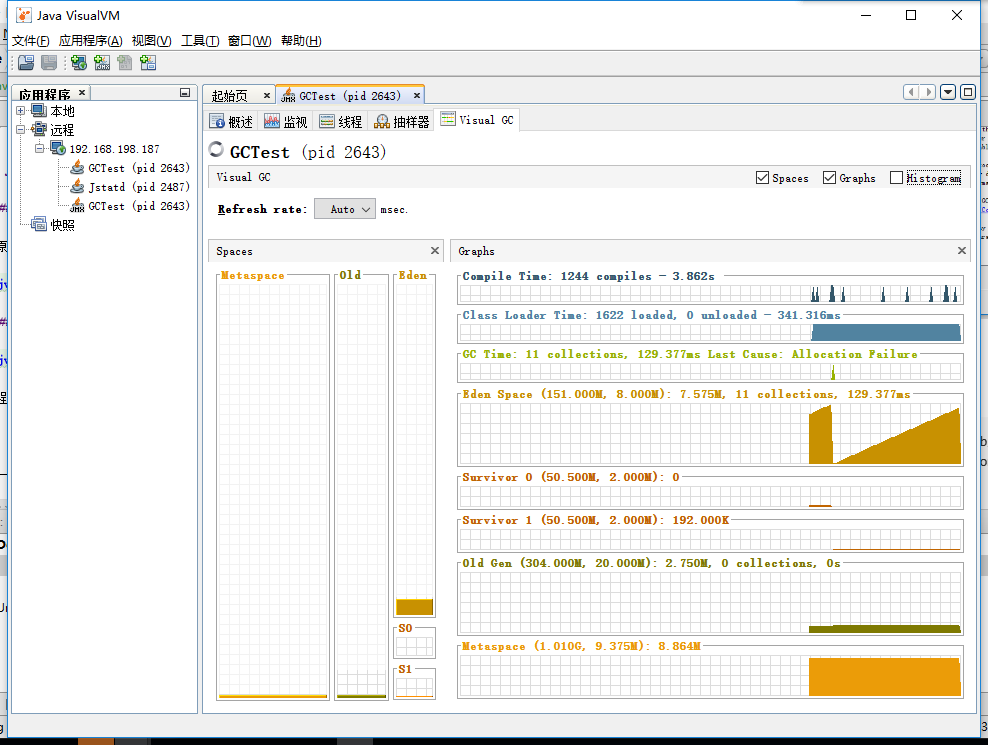 Java VisualVM
文件(F) 应用程序(A) 视图(V) 工具(T) 窗口(W) 帮助(H)
应用程序
本地
远程
192.168.198.187
GCTest (pid 2643)
Jstatd (pid 2487)
GCTest (pid 2643)
快照
起始页 GCTest (pid 2643)
概述 监视 线程 抽样器 Visual GC
GCTest (pid 2643)
Visual GC Spaces Graphs Histogram
Refresh rate: Auto msec.
Spaces
Metaspace Old Eden
S0
S1
Graphs
Compile Time: 1244 compiles - 3.862s
Class Loader Time: 1622 loaded, 0 unloaded - 341.316ms
GC Time: 11 collections, 129.377ms Last Cause: Allocation Failure
Eden Space (151.000M, 8.000M): 7.575M, 11 collections, 129.377ms
Survivor 0 (50.500M, 2.000M): 0
Survivor 1 (50.500M, 2.000M): 192.000K
Old Gen (304.000M, 20.000M): 2.750M, 0 collections, 0s
Metaspace (1.010G, 9.375M): 8.864M